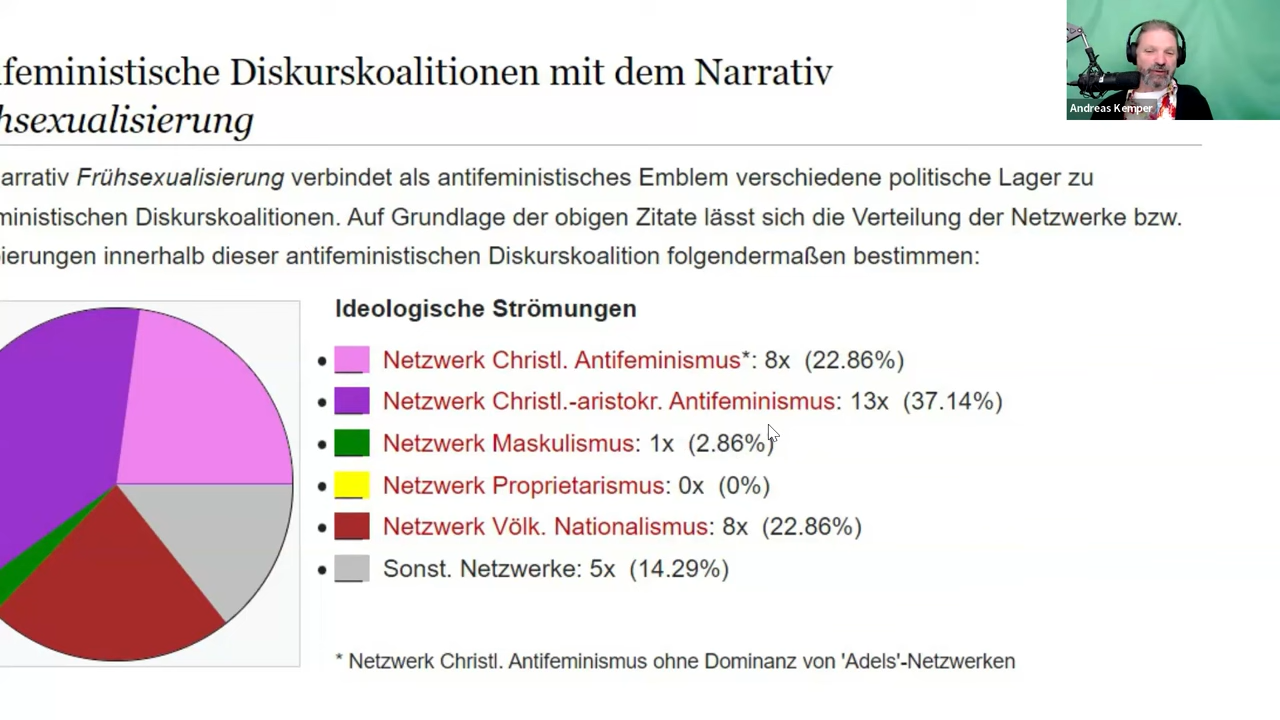 feministische Diskurskoalitionen mit dem Narrativ
hsexualisierung
arrativ Frühsexualisierung verbindet als antifeministisches Emblem verschiedene politische Lager zu
ministischen Diskurskoalitionen. Auf Grundlage der obigen Zitate lässt sich die Verteilung der Netzwerke bzw.
ierungen innerhalb dieser antifeministischen Diskurskoalition folgendermaßen bestimmen:
Ideologische Strömungen
Netzwerk Christl. Antifeminismus*: 8x (22.86%)
Netzwerk Christl.-aristokr. Antifeminismus: 13x (37.14%)
Netzwerk Maskulismus: 1x (2.86%)
Netzwerk Proprietarismus: 0x (0%)
Netzwerk Völk. Nationalismus: 8x (22.86%)
Sonst. Netzwerke: 5x (14.29%)
* Netzwerk Christl. Antifeminismus ohne Dominanz von 'Adels'-Netzwerken
Andreas Kemper